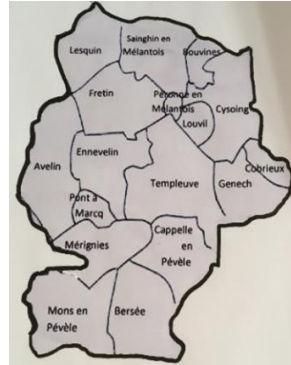 Sainghin en
Mélantois
Lesquin
Bouvines
Fretin
Péronne en
Mélantois
Cysoing
Louvil
Ennevelin
Avelin
Cobrieux
Templeuve
Genech
Pont à
Marcq
Cappelle
en
Pévèle
Mérignies
Mons en
Pévèle
Bersée